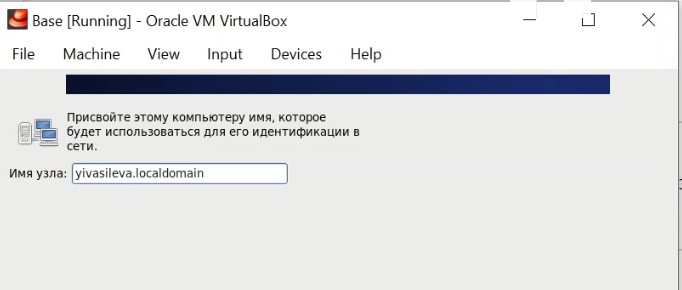 Base [Running] - Oracle VM VirtualBox
File Machine View Input Devices Help
Присвойте этому компьютеру имя, которое
будет использоваться для его идентификации в
сети.
Имя узла: yivasileva.localdomain